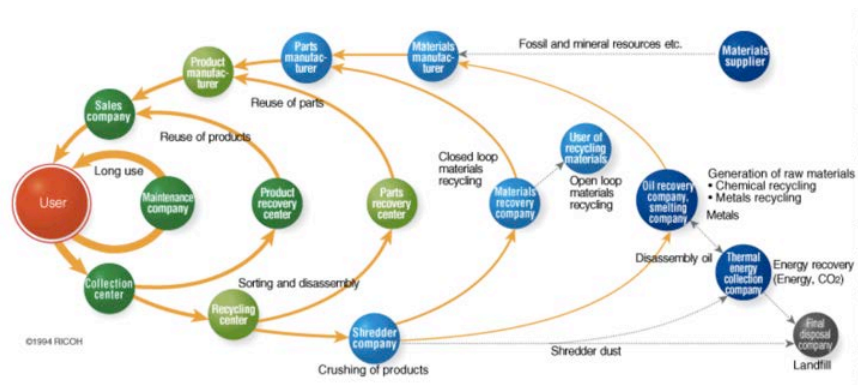 Fossil and mineral resources etc.
Materials
supplier
Materials
manufac-
turer
Parts
manufac-
turer
Product
manufac-
turer
Sales
company
Reuse of parts
Reuse of products
Long use
User
Maintenance
company
Product
recovery
center
Parts
recovery
center
Closed loop
materials
recycling
Materials
recovery
company
User of
recycling
materials
Open loop
materials
recycling
Oil recovery
company,
smelting
company
Generation of raw materials
• Chemical recycling
• Metals recycling
Metals
Disassembly oil
Thermal
energy
collection
company
Energy recovery
(Energy, CO2)
Collection
center
Sorting and disassembly
Recycling
center
Shredder
company
Crushing of products
Shredder dust
Final
disposal
company
Landfill
©1994 RICOH